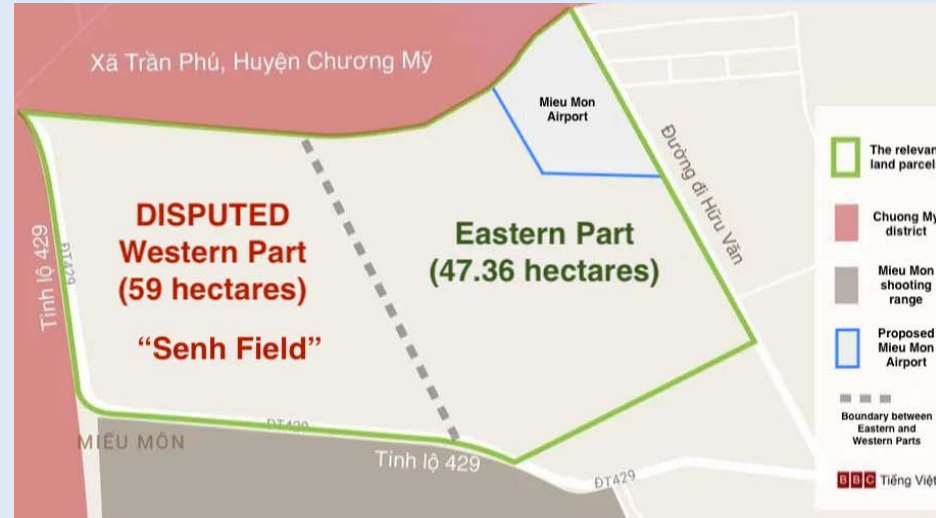 Xã Trần Phú, Huyện Chương Mỹ
Mieu Mon
Airport
Đường đi Hữu Văn
DISPUTED
Western Part
(59 hectares)
“Senh Field”
Eastern Part
(47.36 hectares)
Tỉnh lộ 429
ĐT429
MIẾU MÔN
ĐT429
Tỉnh lộ 429
ĐT429
The relevan
land parcel
Chuong My
district
Mieu Mon
shooting
range
Proposed
Mieu Mon
Airport
Boundary between
Eastern and
Western Parts
BBC Tiếng Việt